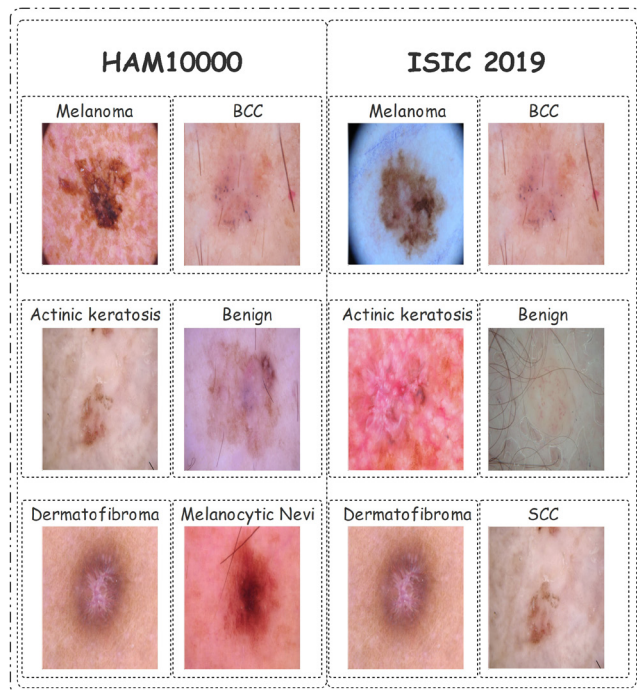 HAM10000
ISIC 2019
Melanoma
BCC
Melanoma
BCC
Actinic keratosis
Benign
Actinic keratosis
Benign
Dermatofibroma
Melanocytic Nevi
Dermatofibroma
SCC